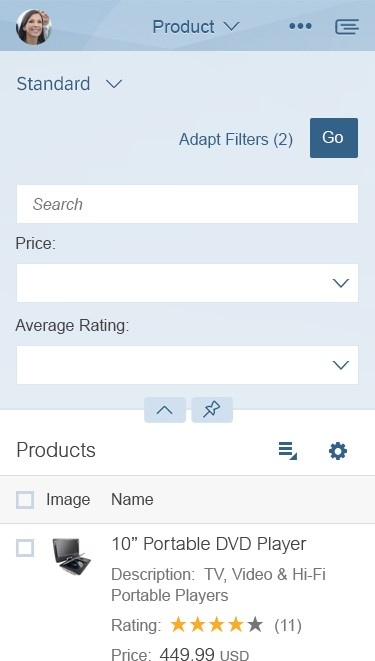 Product
Standard
Adapt Filters (2)
Go
Search
Price:
Average Rating:
Products
Image
Name
10” Portable DVD Player
Description: TV, Video & Hi-Fi
Portable Players
Rating: (11)
Price: 449.99 USD